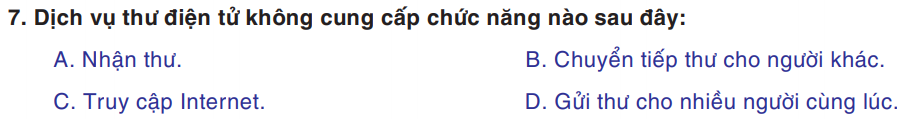 7. Dịch vụ thư điện tử không cung cấp chức năng nào sau đây:
A. Nhận thư. B. Chuyển tiếp thư cho người khác.
C. Truy cập Internet. D. Gửi thư cho nhiều người cùng lúc.